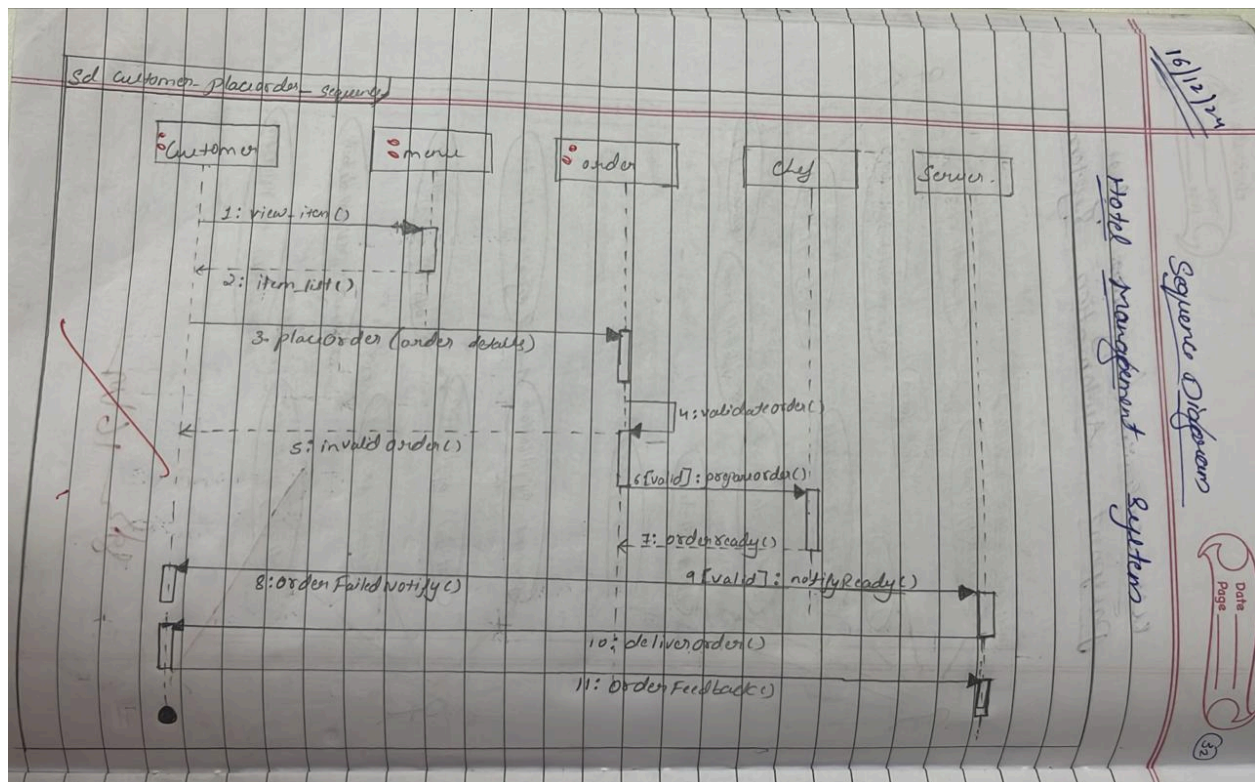 16/12/24
Sequence Diagram
Hotel Management System
Date
Page
32
Sd customer_placeorder_sequence
:Customer
:menu
:order
Chef
Server.
1: view_item()
2: item_list()
3. placeOrder (order details)
4: validateorder()
5: invalid order()
6[valid]: prepareorder()
7: orderready()
8: orderFailedNotify()
9[valid]: notifyReady()
10: deliverorder()
11: orderFeedback()